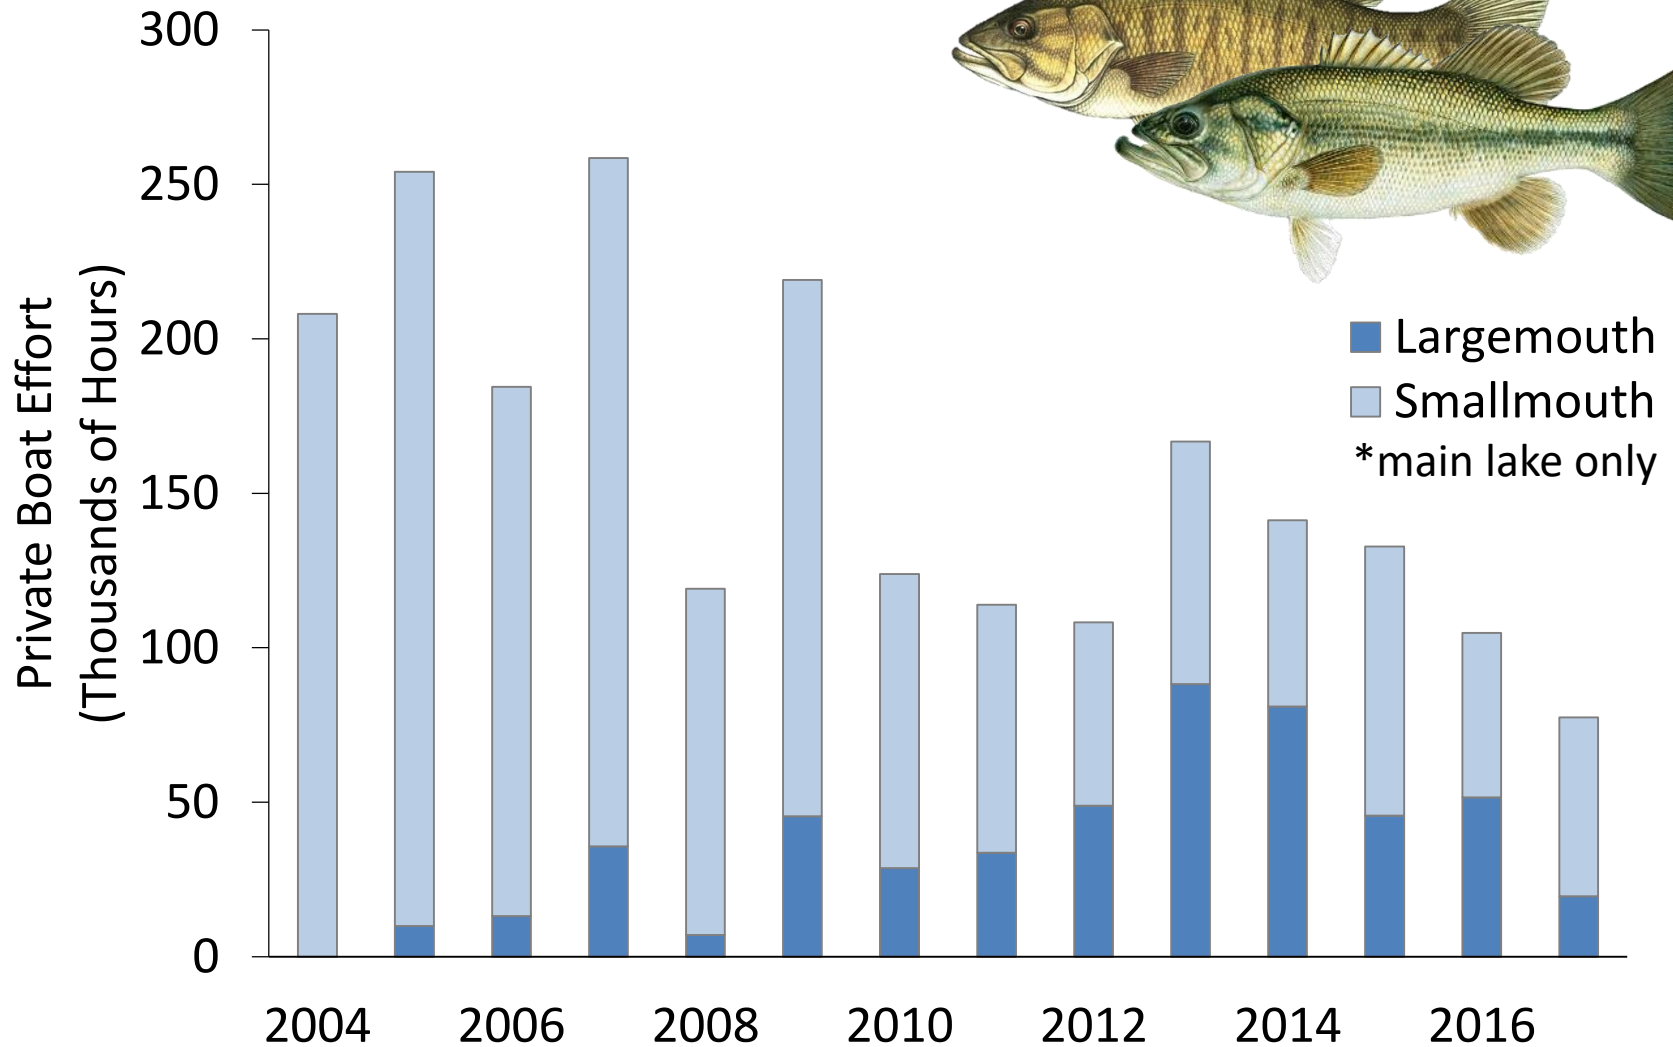 Private Boat Effort
(Thousands of Hours)
300
250
200
150
100
50
0
Largemouth
Smallmouth
*main lake only
2004 2006 2008 2010 2012 2014 2016